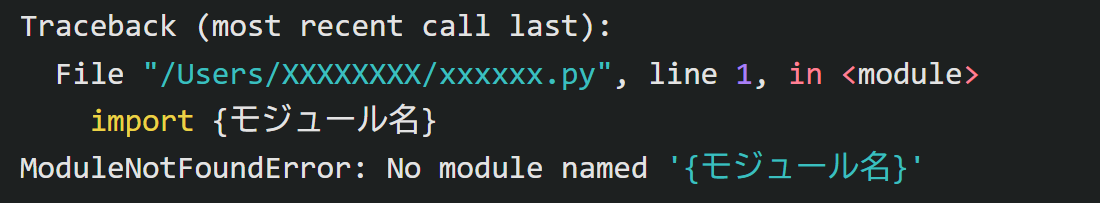 Traceback (most recent call last):
  File "/Users/XXXXXXXX/xxxxxx.py", line 1, in <module>
    import {モジュール名}
ModuleNotFoundError: No module named '{モジュール名}'